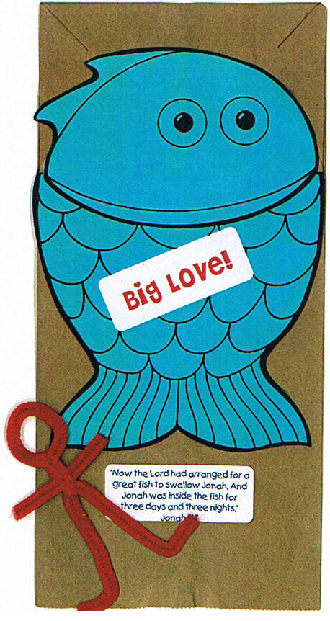 Big Love!
"Now the Lord had arranged for a
great fish to swallow Jonah. And
Jonah was inside the fish for
three days and three nights."
Jonah